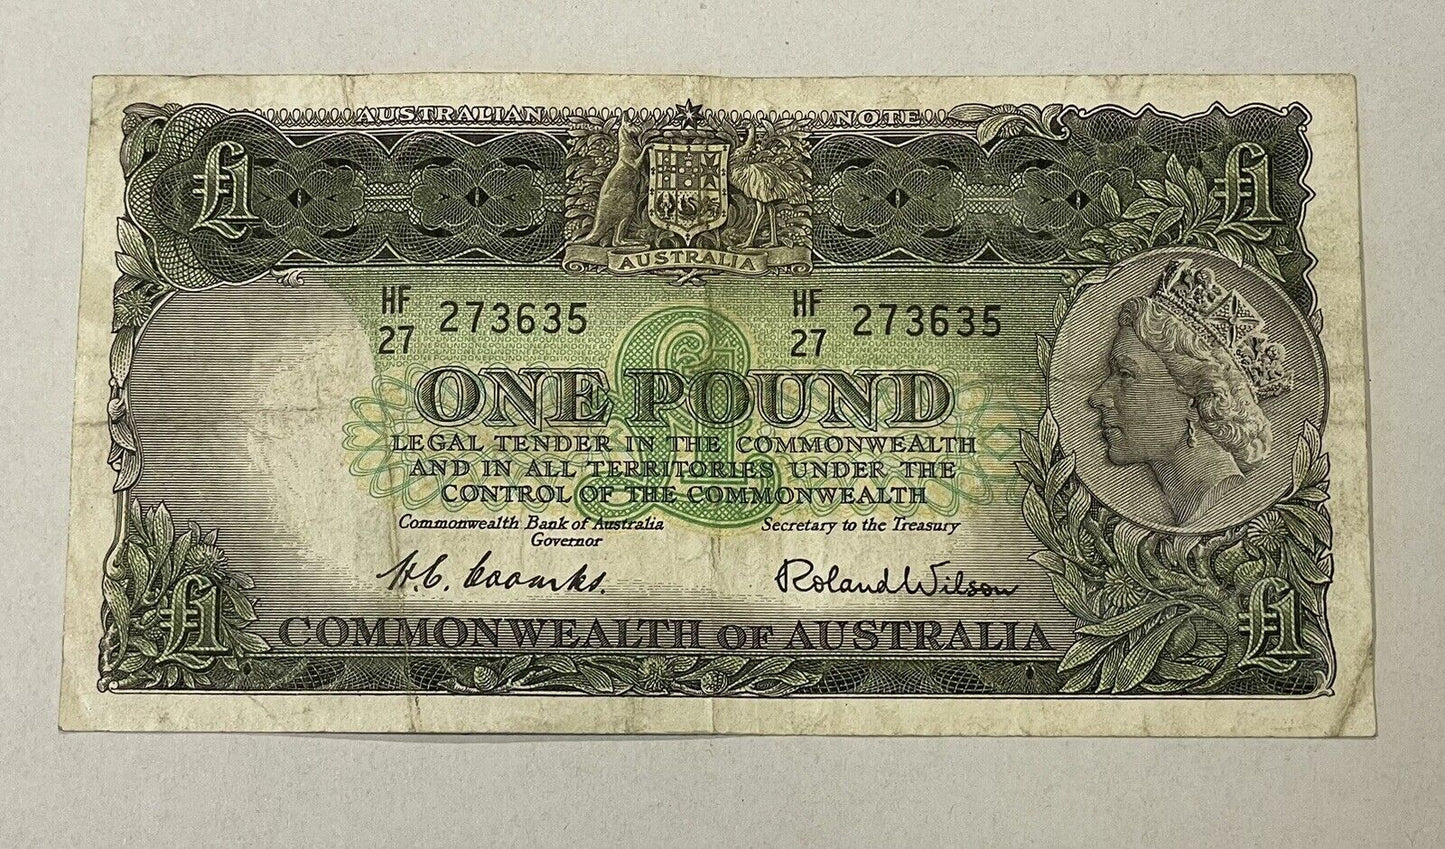 AUSTRALIAN NOTE
£1 £1
AUSTRALIA
HF 27 273635 HF 27 273635
£
ONE POUND
LEGAL TENDER IN THE COMMONWEALTH
AND IN ALL TERRITORIES UNDER THE
CONTROL OF THE COMMONWEALTH
Commonwealth Bank of Australia Secretary to the Treasury
Governor
H.C. Coombs. Roland Wilson
£1 £1
COMMONWEALTH OF AUSTRALIA